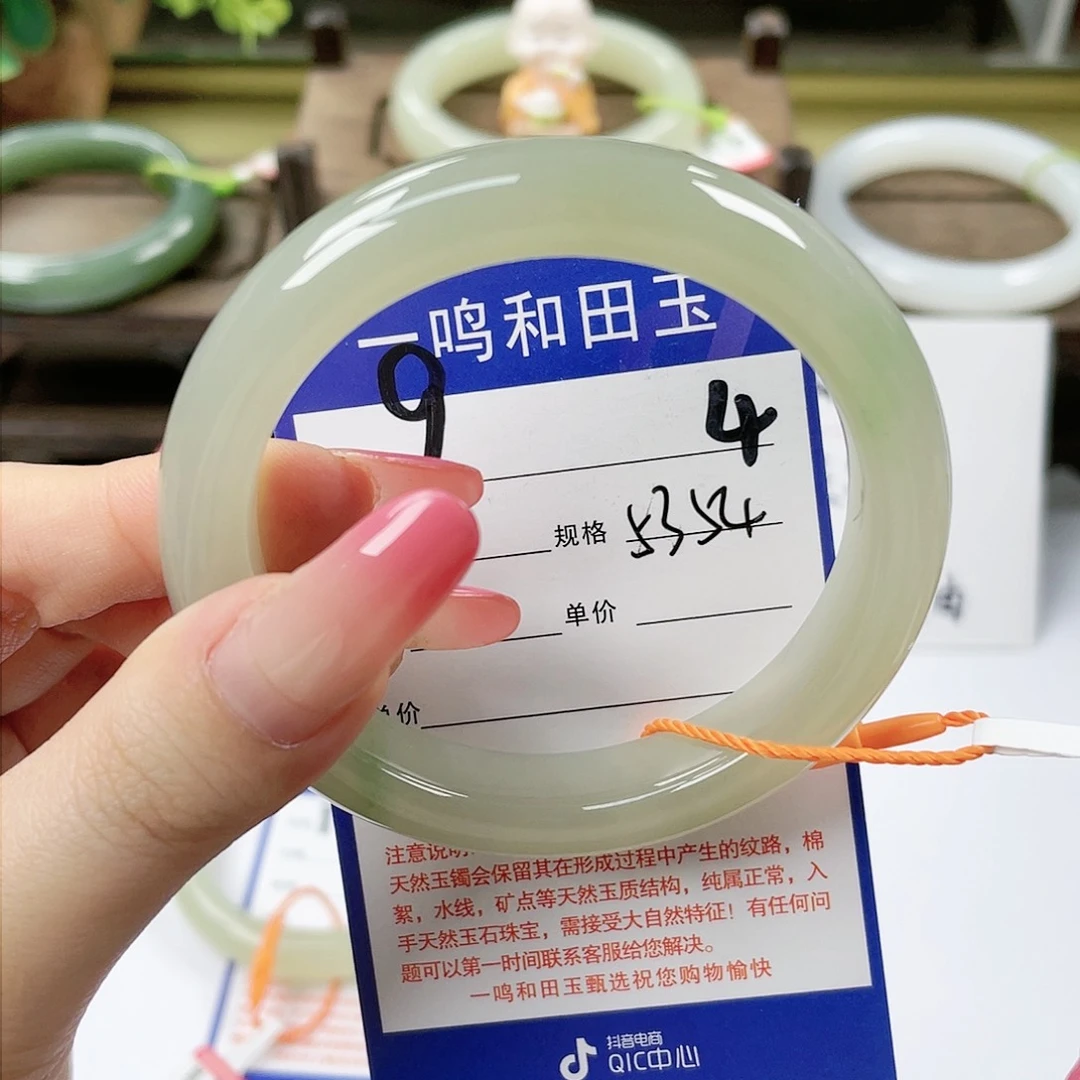 一鸣和田玉
9 4
规格 5354
单价
单价
注意说明
天然玉镯会保留其在形成过程中产生的纹路，棉
絮，水线，矿点等天然玉质结构，纯属正常，入
手天然玉石珠宝，需接受大自然特征！有任何问
题可以第一时间联系客服给您解决。
一鸣和田玉甄选祝您购物愉快
抖音电商
QIC中心